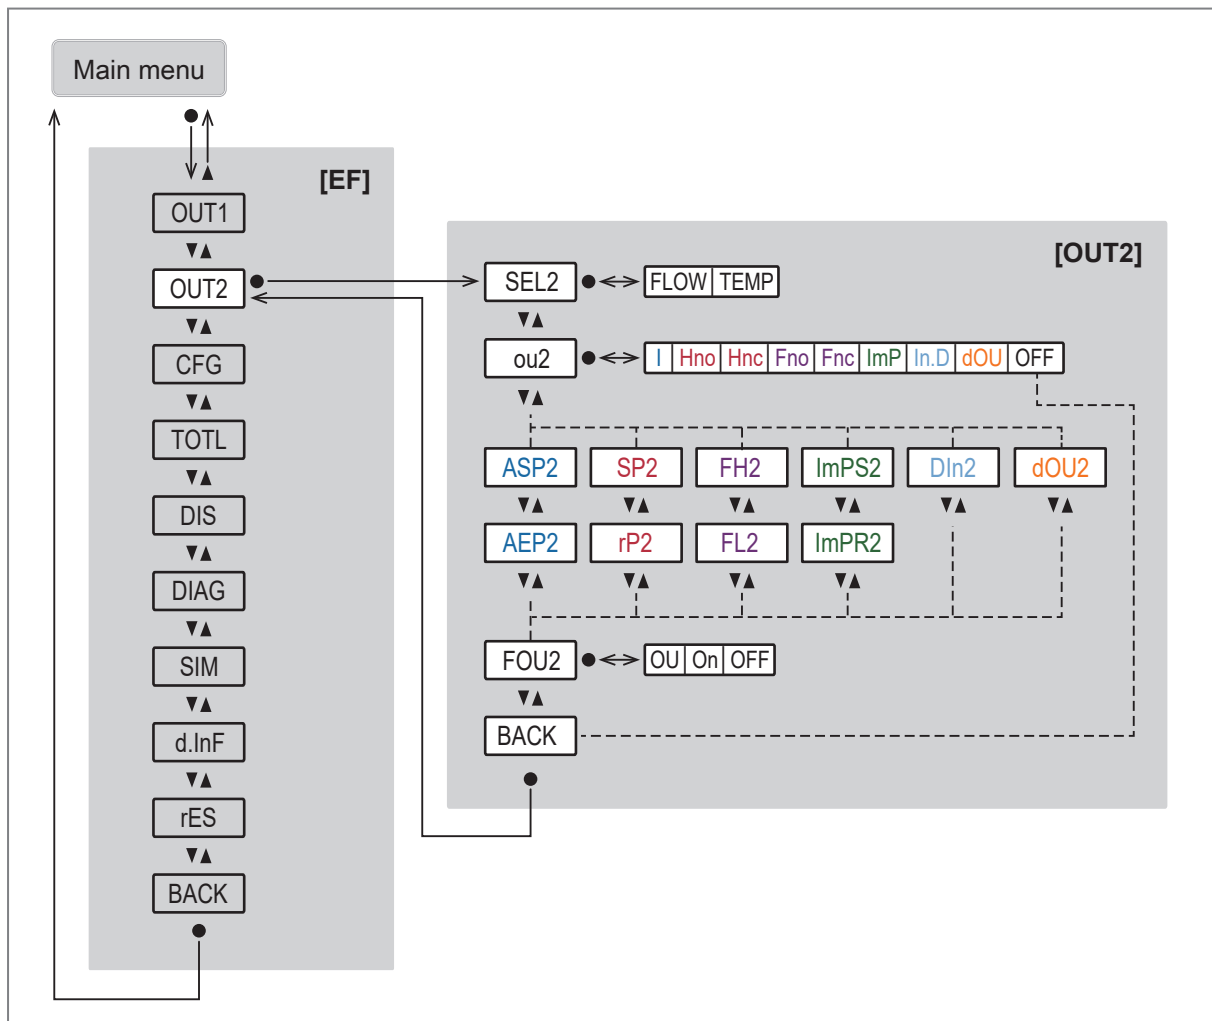 Main menu
[EF]
OUT1
OUT2
CFG
TOTL
DIS
DIAG
SIM
d.InF
rES
BACK
[OUT2]
SEL2
FLOW TEMP
ou2
I Hno Hnc Fno Fnc ImP In.D dOU OFF
ASP2 SP2 FH2 ImPS2 DIn2 dOU2
AEP2 rP2 FL2 ImPR2
FOU2
OU On OFF
BACK